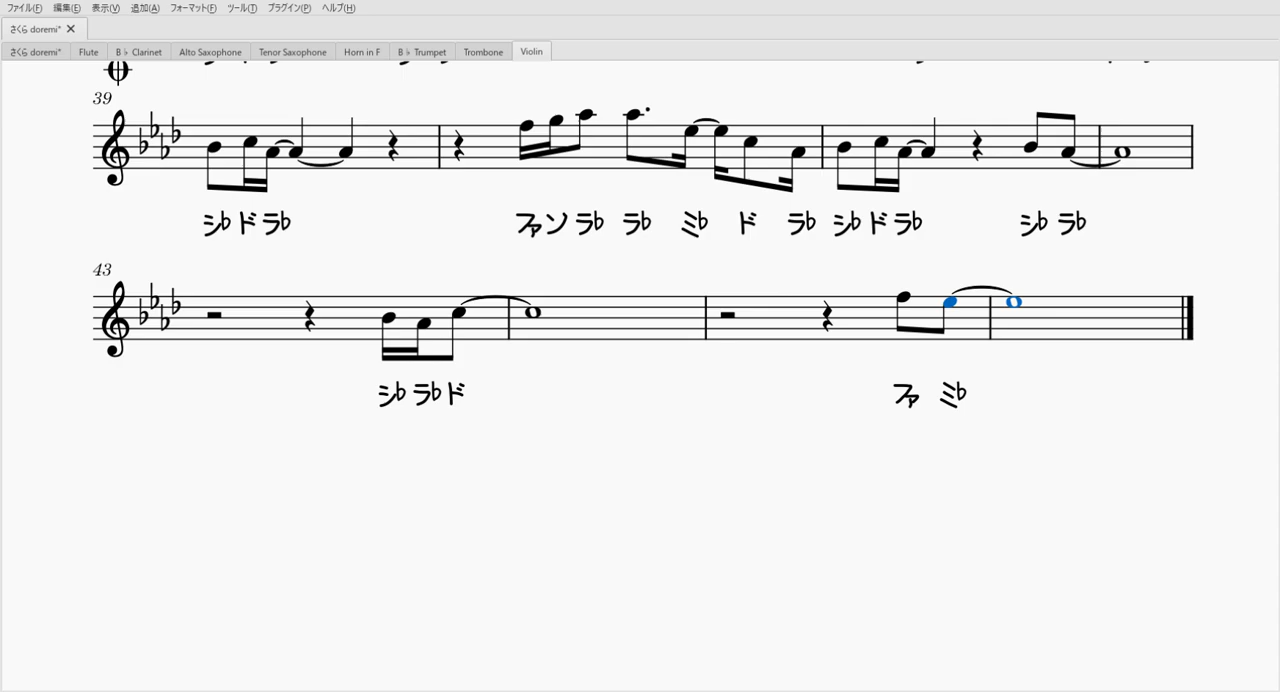 ファイル(F) 編集(E) 表示(V) 追加(A) フォーマット(F) ツール(T) プラグイン(P) ヘルプ(H)
さくら doremi*
さくら doremi* Flute B♭ Clarinet Alto Saxophone Tenor Saxophone Horn in F B♭ Trumpet Trombone Violin
39
シ♭ ド ラ♭ ファ ソ ラ♭ ラ♭ ミ♭ ド ラ♭ シ♭ ド ラ♭ シ♭ ラ♭
43
シ♭ ラ♭ ド ファ ミ♭